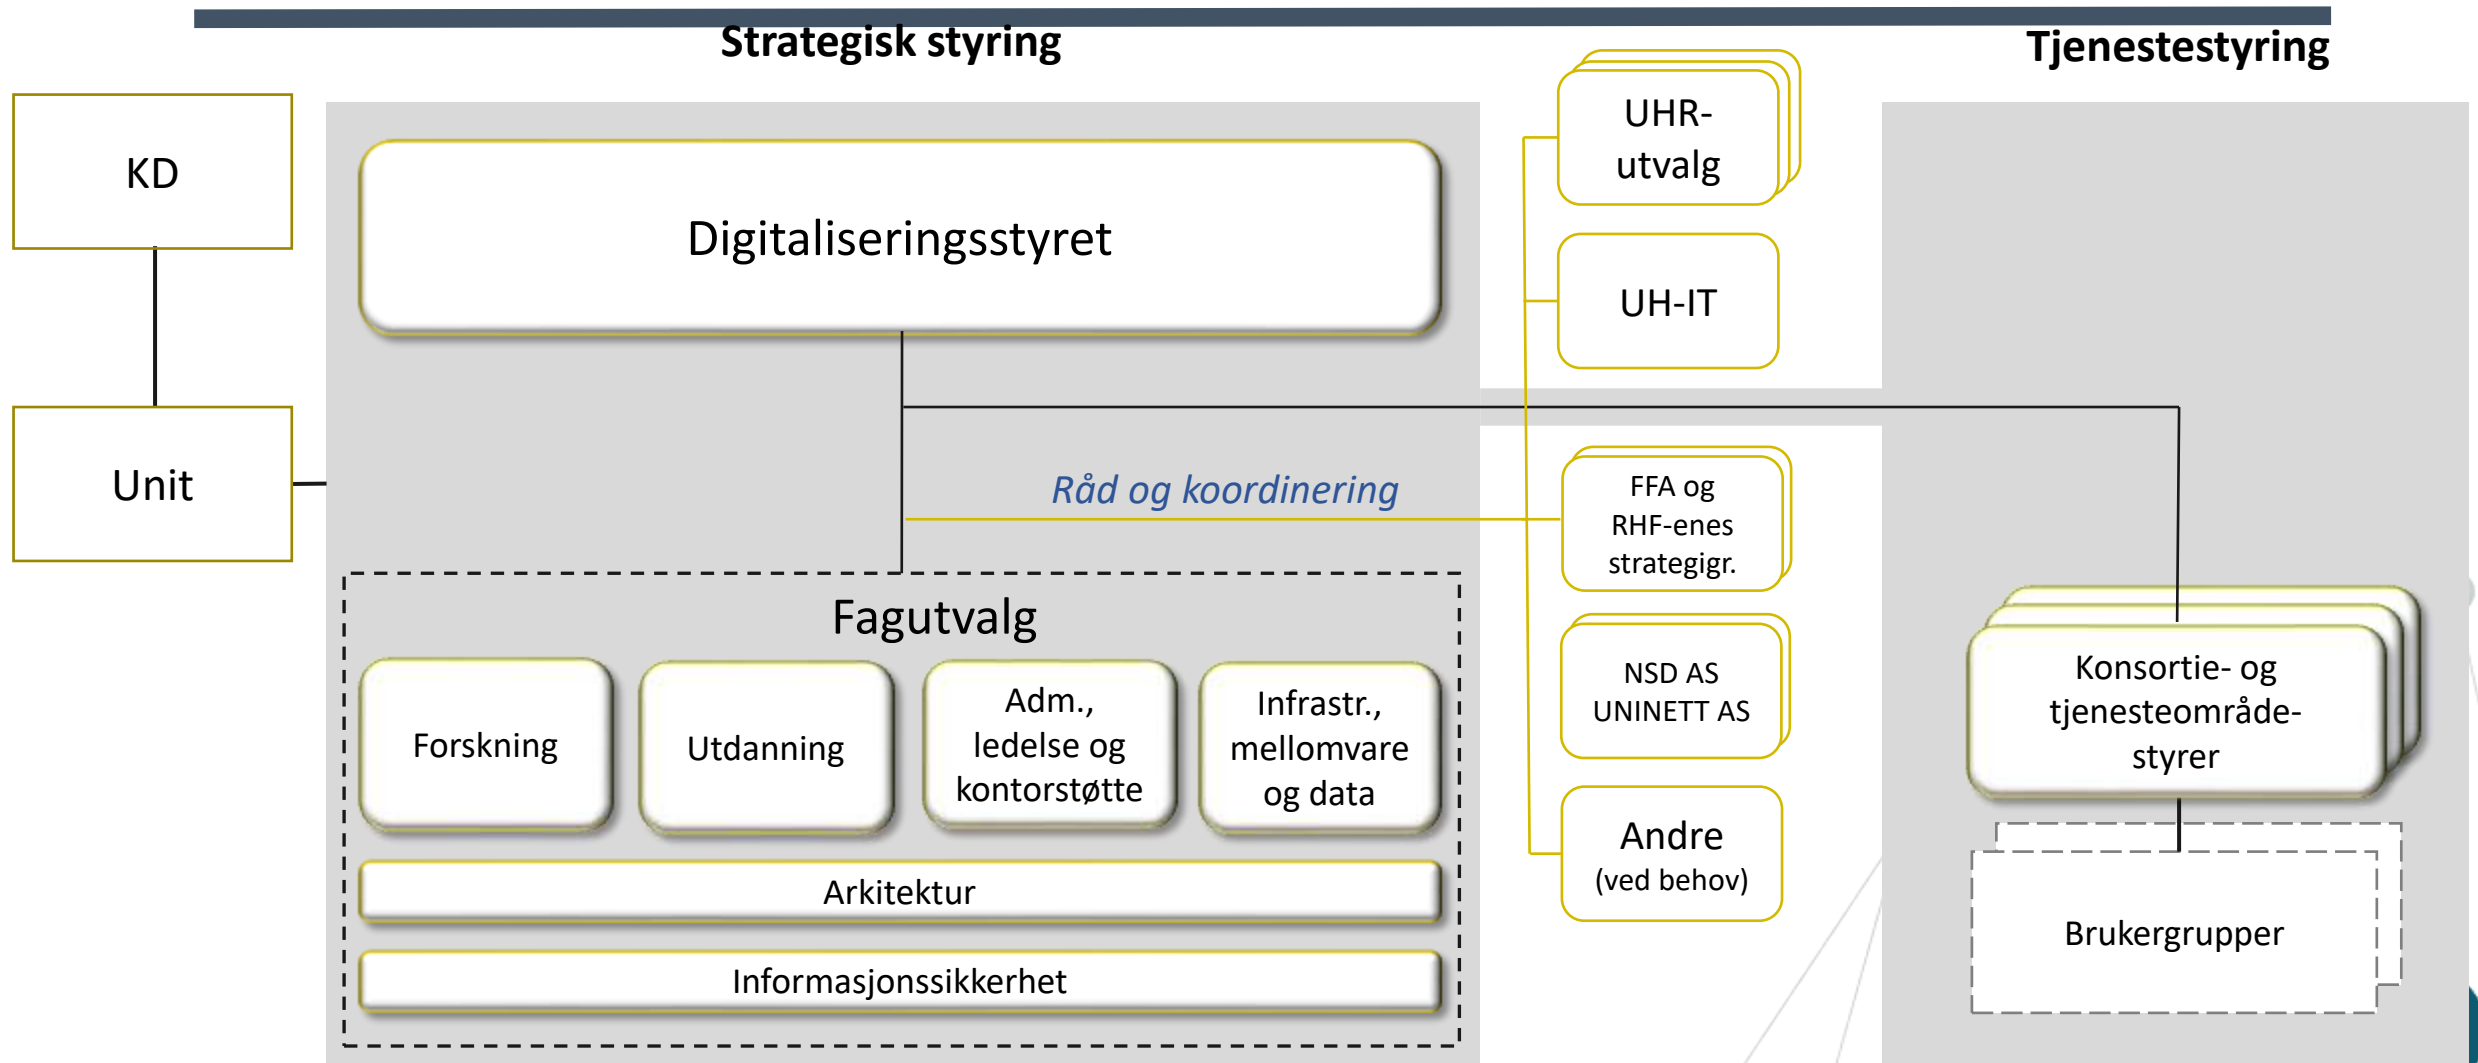 Strategisk styring
Tjenestestyring
KD
Unit
Digitaliseringsstyret
Råd og koordinering
Fagutvalg
Forskning
Utdanning
Adm.,
ledelse og
kontorstøtte
Infrastr.,
mellomvare
og data
Arkitektur
Informasjonssikkerhet
UHR-
utvalg
UH-IT
FFA og
RHF-enes
strategigr.
NSD AS
UNINETT AS
Andre
(ved behov)
Konsortie- og
tjenesteområde-
styrer
Brukergrupper